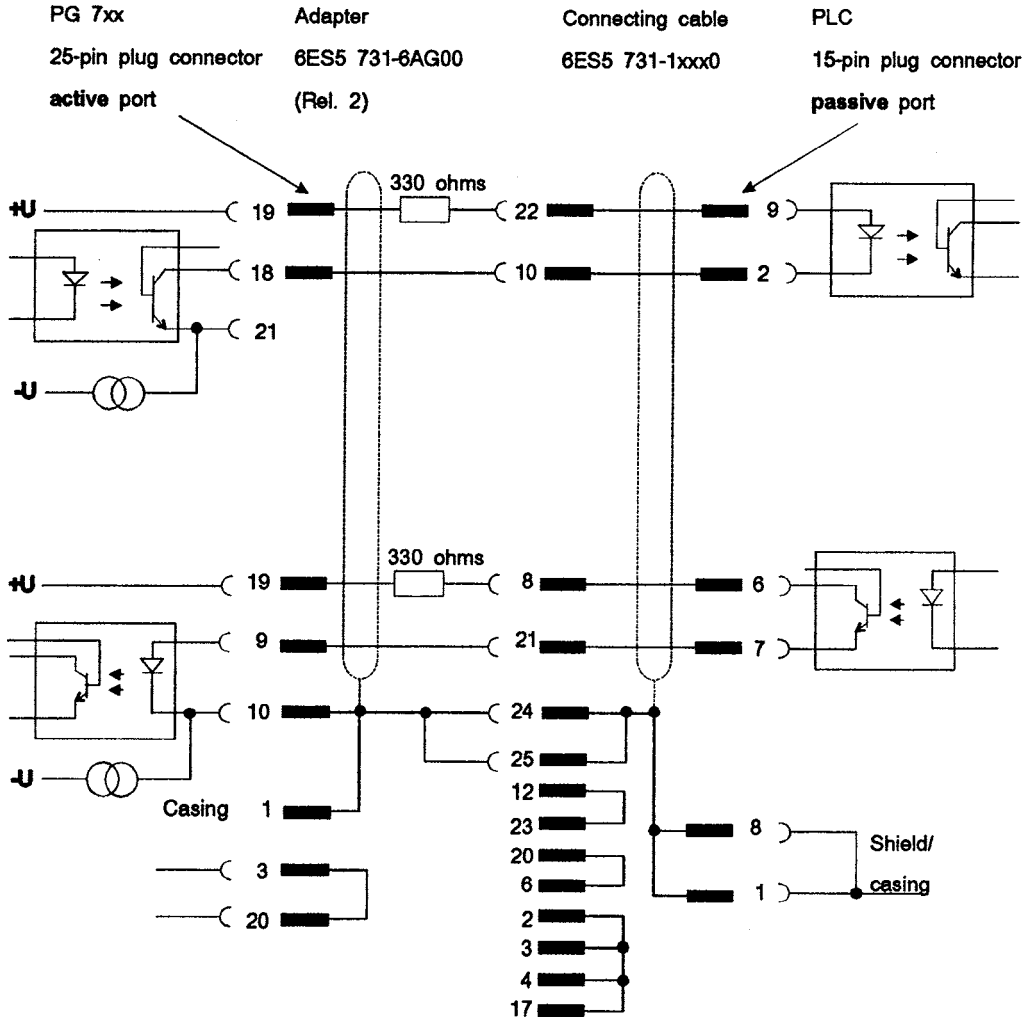 PG 7xx Adapter Connecting cable PLC
25-pin plug connector 6ES5 731-6AG00 6ES5 731-1xxx0 15-pin plug connector
active port (Rel. 2) passive port
330 ohms
+U 19 22 9
18 10 2
21
-U
330 ohms
+U 19 8 6
9 21 7
10 24
25
-U
12
Casing 1
23 8
Shield/
20
3
6 1 casing
20 2
3
4
17